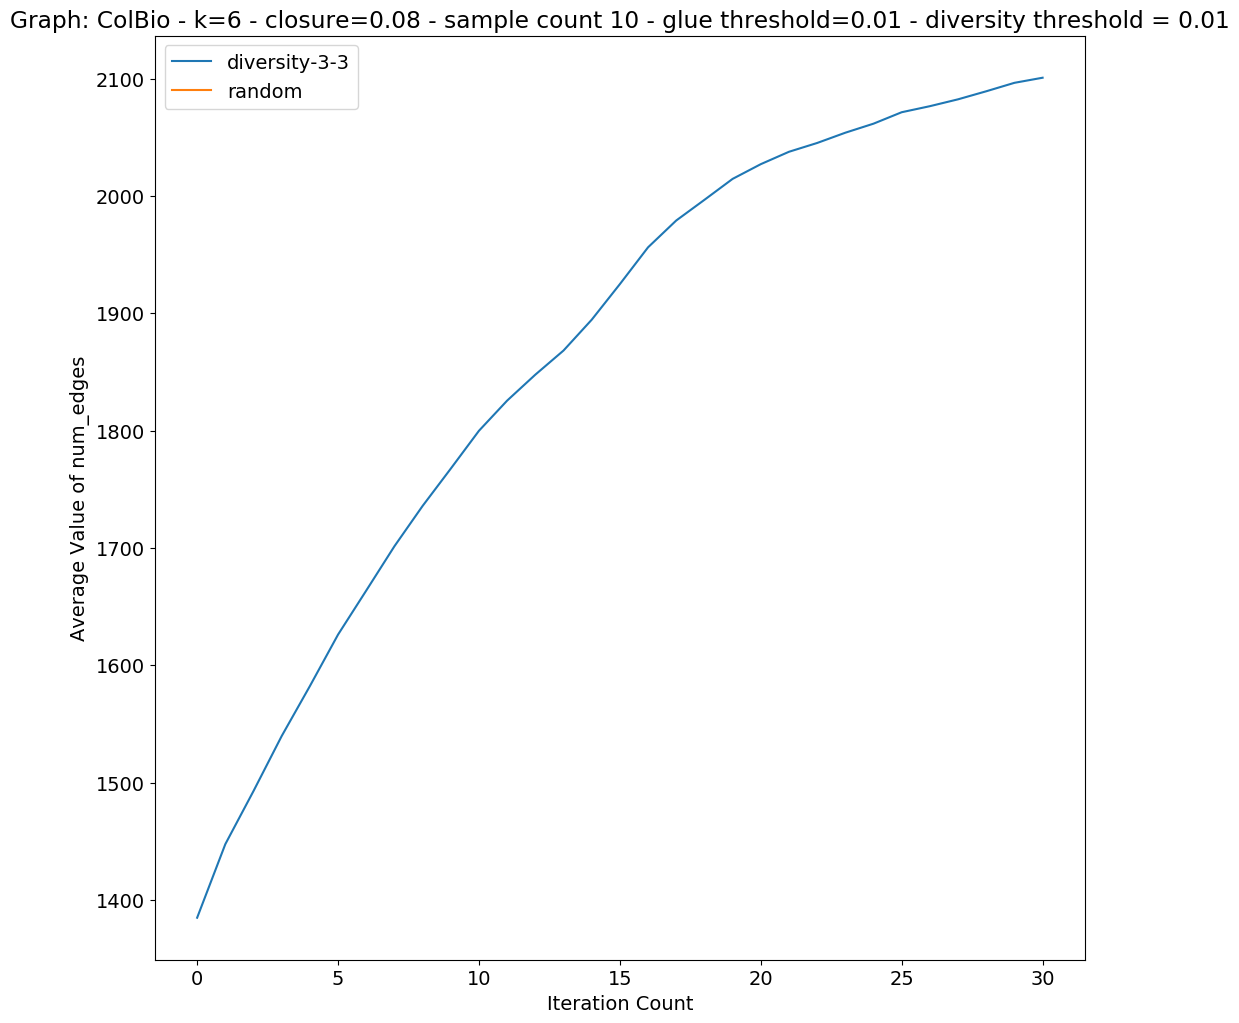 Graph: ColBio - k=6 - closure=0.08 - sample count 10 - glue threshold=0.01 - diversity threshold = 0.01
diversity-3-3
random
2100
2000
1900
1800
1700
1600
1500
1400
Average Value of num_edges
0 5 10 15 20 25 30
Iteration Count